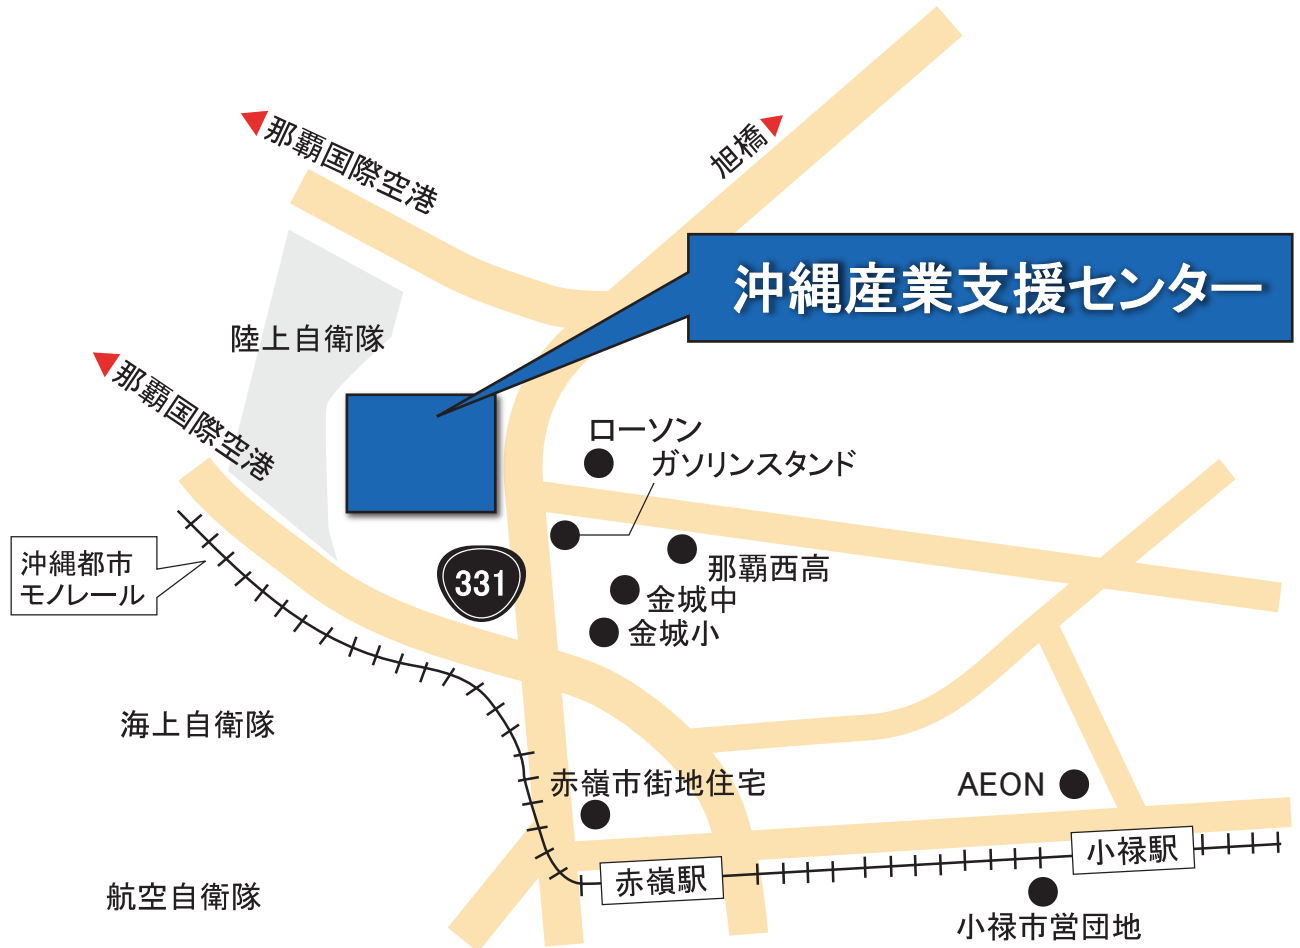 那覇国際空港
旭橋
沖縄産業支援センター
陸上自衛隊
那覇国際空港
ローソン
ガソリンスタンド
沖縄都市
モノレール
331
那覇西高
金城中
金城小
海上自衛隊
赤嶺市街地住宅
AEON
小禄駅
赤嶺駅
航空自衛隊
小禄市営団地